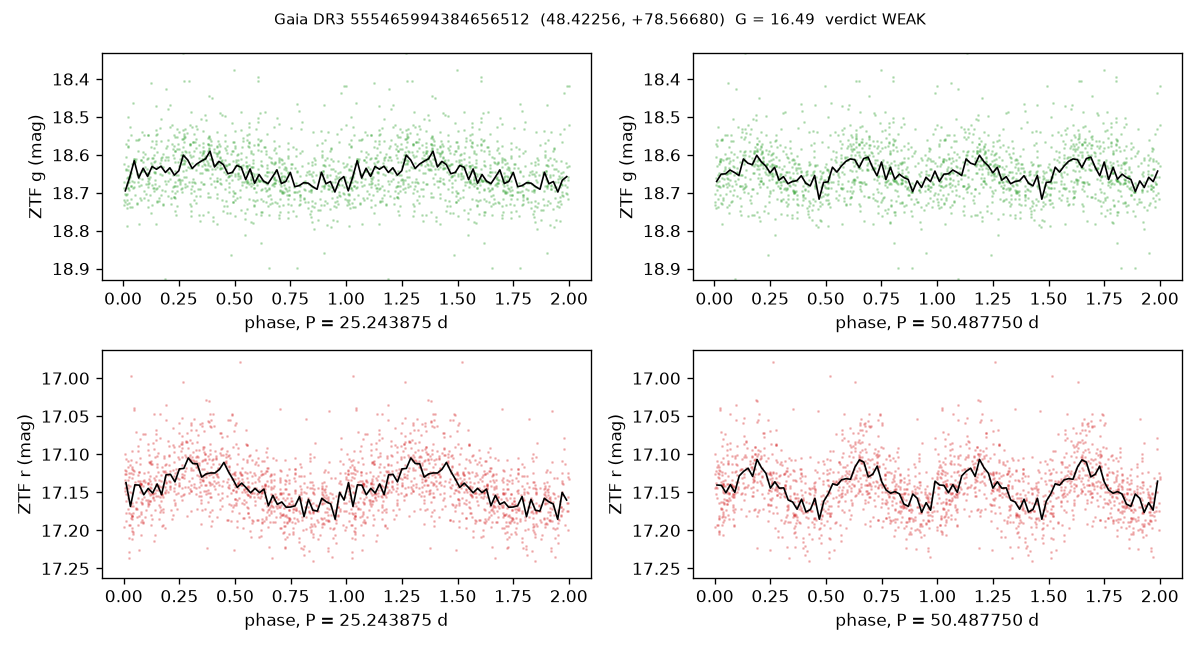 Gaia DR3 555465994384656512 (48.42256, +78.56680) G = 16.49 verdict WEAK
ZTF g (mag)
18.4
18.5
18.6
18.7
18.8
18.9
0.00 0.25 0.50 0.75 1.00 1.25 1.50 1.75 2.00
phase, P = 25.243875 d
ZTF g (mag)
18.4
18.5
18.6
18.7
18.8
18.9
0.00 0.25 0.50 0.75 1.00 1.25 1.50 1.75 2.00
phase, P = 50.487750 d
ZTF r (mag)
17.00
17.05
17.10
17.15
17.20
17.25
0.00 0.25 0.50 0.75 1.00 1.25 1.50 1.75 2.00
phase, P = 25.243875 d
ZTF r (mag)
17.00
17.05
17.10
17.15
17.20
17.25
0.00 0.25 0.50 0.75 1.00 1.25 1.50 1.75 2.00
phase, P = 50.487750 d